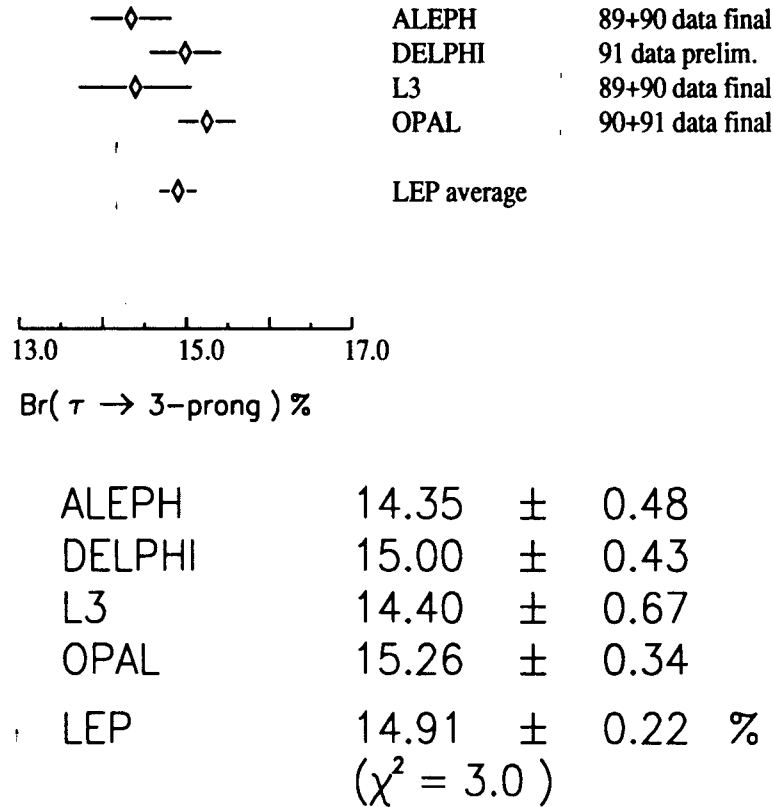 ALEPH 89+90 data final
DELPHI 91 data prelim.
L3 89+90 data final
OPAL 90+91 data final
LEP average
13.0 15.0 17.0
Br( τ → 3-prong ) %
ALEPH 14.35 ± 0.48
DELPHI 15.00 ± 0.43
L3 14.40 ± 0.67
OPAL 15.26 ± 0.34
LEP 14.91 ± 0.22 %
(χ² = 3.0 )